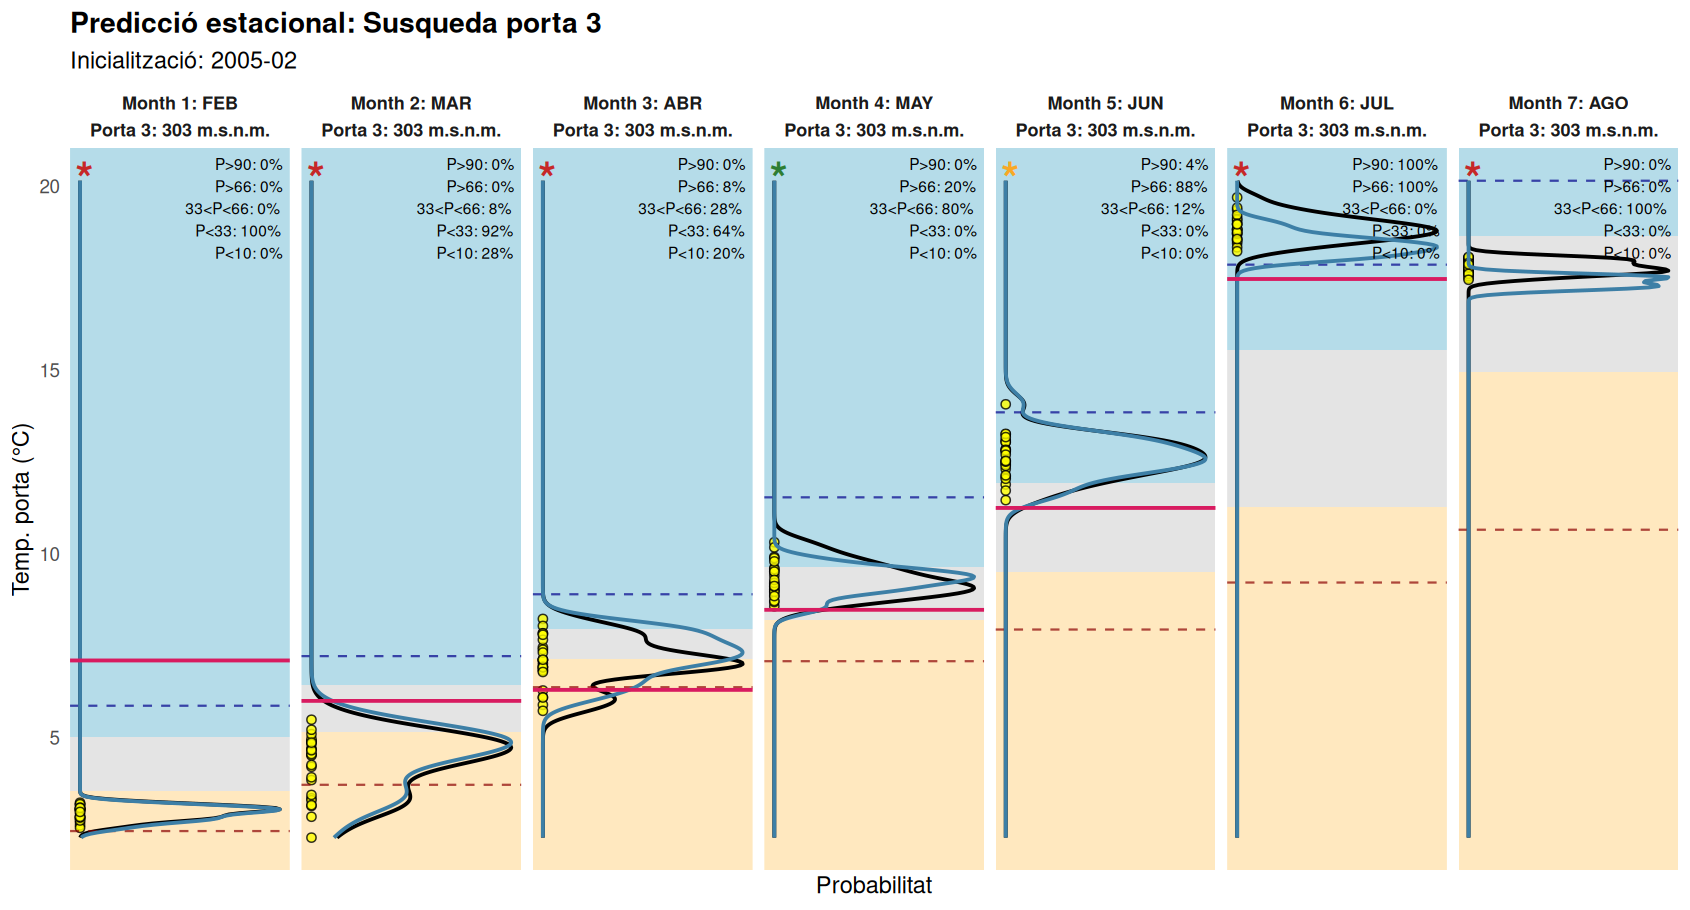 Predicció estacional: Susqueda porta 3
Inicialització: 2005-02
Month 1: FEB
Porta 3: 303 m.s.n.m.
Month 2: MAR
Porta 3: 303 m.s.n.m.
Month 3: ABR
Porta 3: 303 m.s.n.m.
Month 4: MAY
Porta 3: 303 m.s.n.m.
Month 5: JUN
Porta 3: 303 m.s.n.m.
Month 6: JUL
Porta 3: 303 m.s.n.m.
Month 7: AGO
Porta 3: 303 m.s.n.m.
*
P>90: 0%
P>66: 0%
33<P<66: 0%
P<33: 100%
P<10: 0%
*
P>90: 0%
P>66: 0%
33<P<66: 8%
P<33: 92%
P<10: 28%
*
P>90: 0%
P>66: 8%
33<P<66: 28%
P<33: 64%
P<10: 20%
*
P>90: 0%
P>66: 20%
33<P<66: 80%
P<33: 0%
P<10: 0%
*
P>90: 4%
P>66: 88%
33<P<66: 12%
P<33: 0%
P<10: 0%
*
P>90: 100%
P>66: 100%
33<P<66: 0%
P<33: 0%
P<10: 0%
*
P>90: 0%
P>66: 0%
33<P<66: 100%
P<33: 0%
P<10: 0%
20
15
10
5
Temp. porta (°C)
Probabilitat